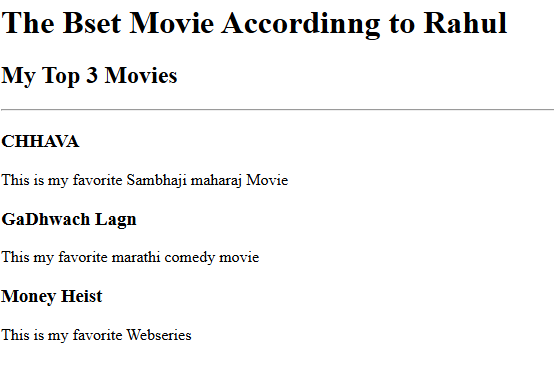 The Bset Movie Accordinng to Rahul
My Top 3 Movies
CHHAVA
This is my favorite Sambhaji maharaj Movie
GaDhwach Lagn
This my favorite marathi comedy movie
Money Heist
This is my favorite Webseries